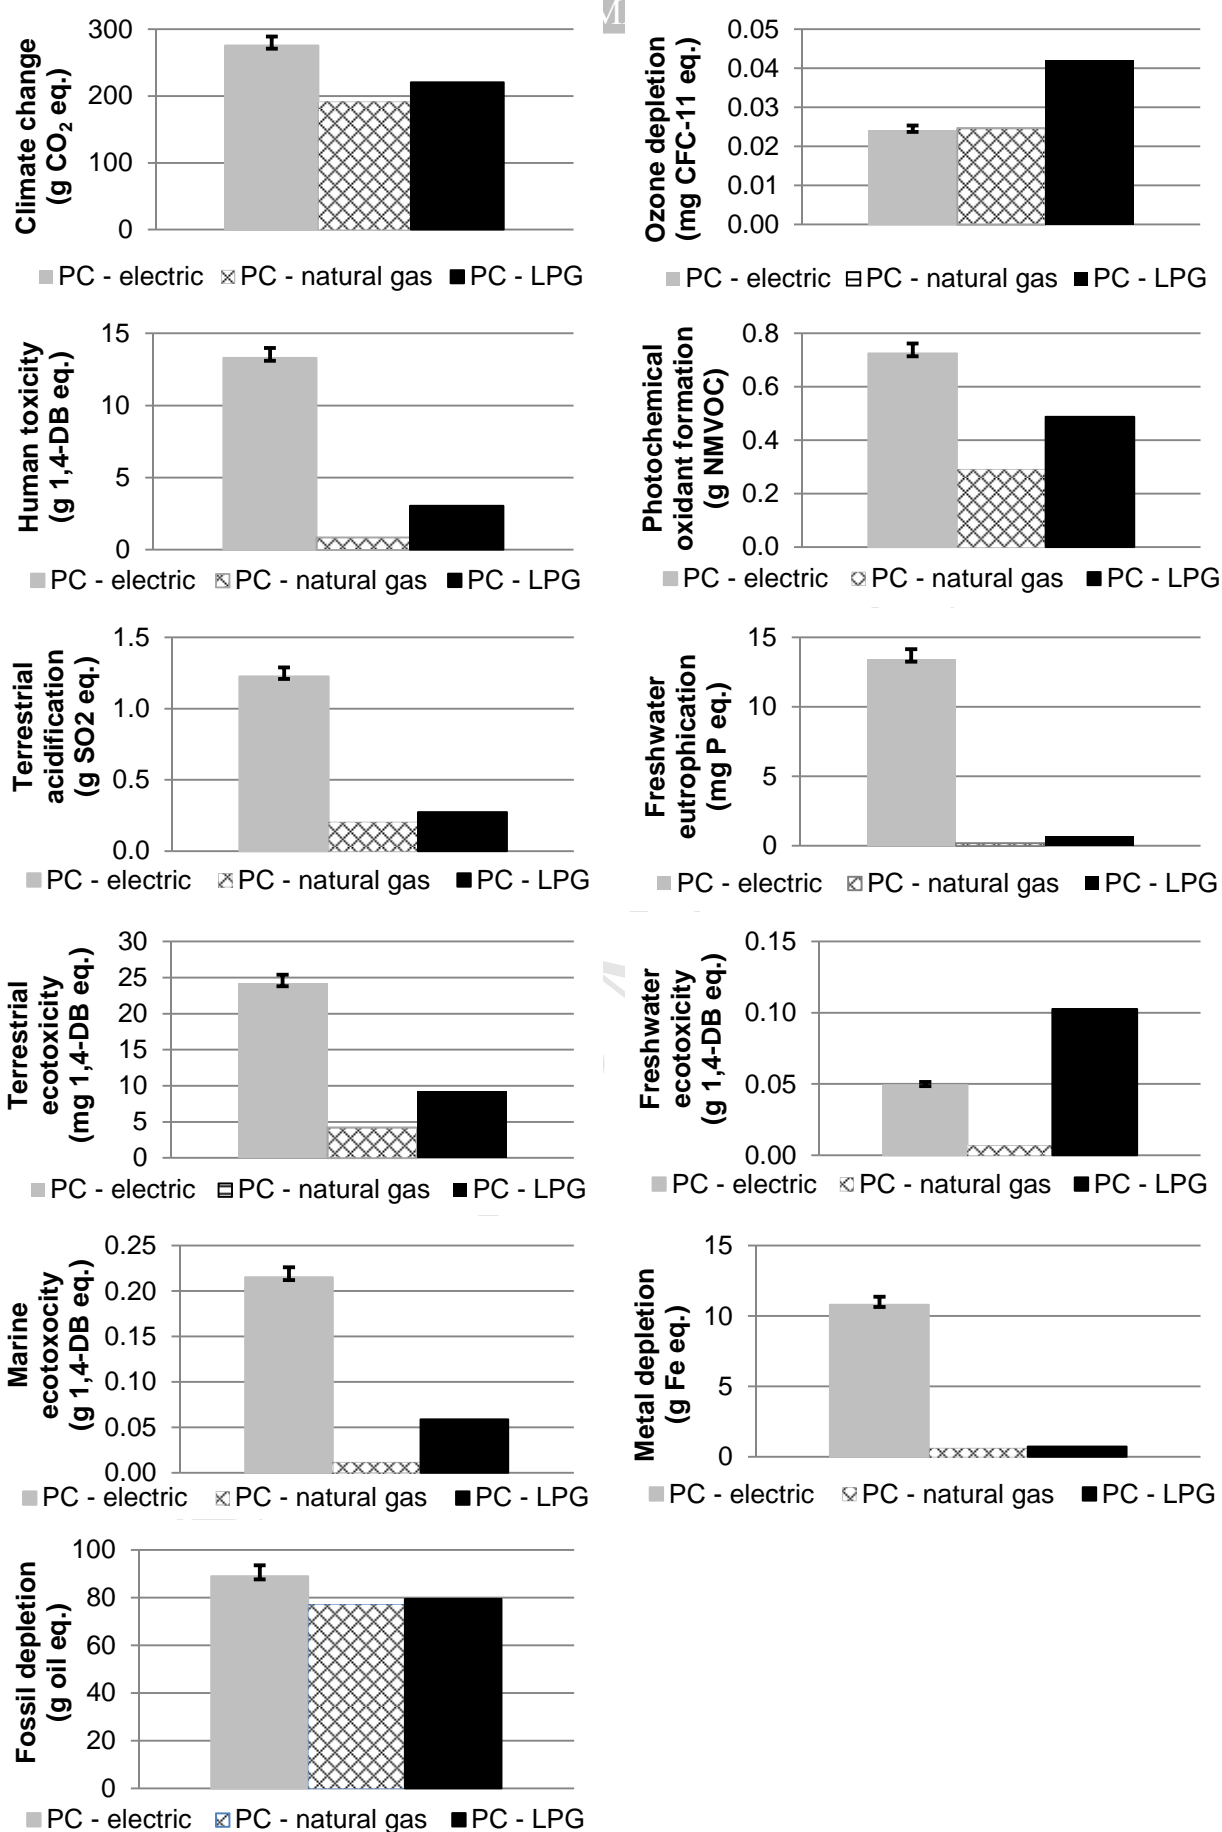 M
Climate change
(g CO₂ eq.)
300
200
100
0
PC - electric PC - natural gas PC - LPG
Ozone depletion
(mg CFC-11 eq.)
0.05
0.04
0.03
0.02
0.01
0.00
PC - electric PC - natural gas PC - LPG
Human toxicity
(g 1,4-DB eq.)
15
10
5
0
PC - electric PC - natural gas PC - LPG
Photochemical
oxidant formation
(g NMVOC)
0.8
0.6
0.4
0.2
0.0
PC - electric PC - natural gas PC - LPG
Terrestrial
acidification
(g SO2 eq.)
1.5
1.0
0.5
0.0
PC - electric PC - natural gas PC - LPG
Freshwater
eutrophication
(mg P eq.)
15
10
5
0
PC - electric PC - natural gas PC - LPG
Terrestrial
ecotoxicity
(mg 1,4-DB eq.)
30
25
20
15
10
5
0
PC - electric PC - natural gas PC - LPG
Freshwater
ecotoxicity
(g 1,4-DB eq.)
0.15
0.10
0.05
0.00
PC - electric PC - natural gas PC - LPG
Marine
ecotoxocity
(g 1,4-DB eq.)
0.25
0.20
0.15
0.10
0.05
0.00
PC - electric PC - natural gas PC - LPG
Metal depletion
(g Fe eq.)
15
10
5
0
PC - electric PC - natural gas PC - LPG
Fossil depletion
(g oil eq.)
100
80
60
40
20
0
PC - electric PC - natural gas PC - LPG